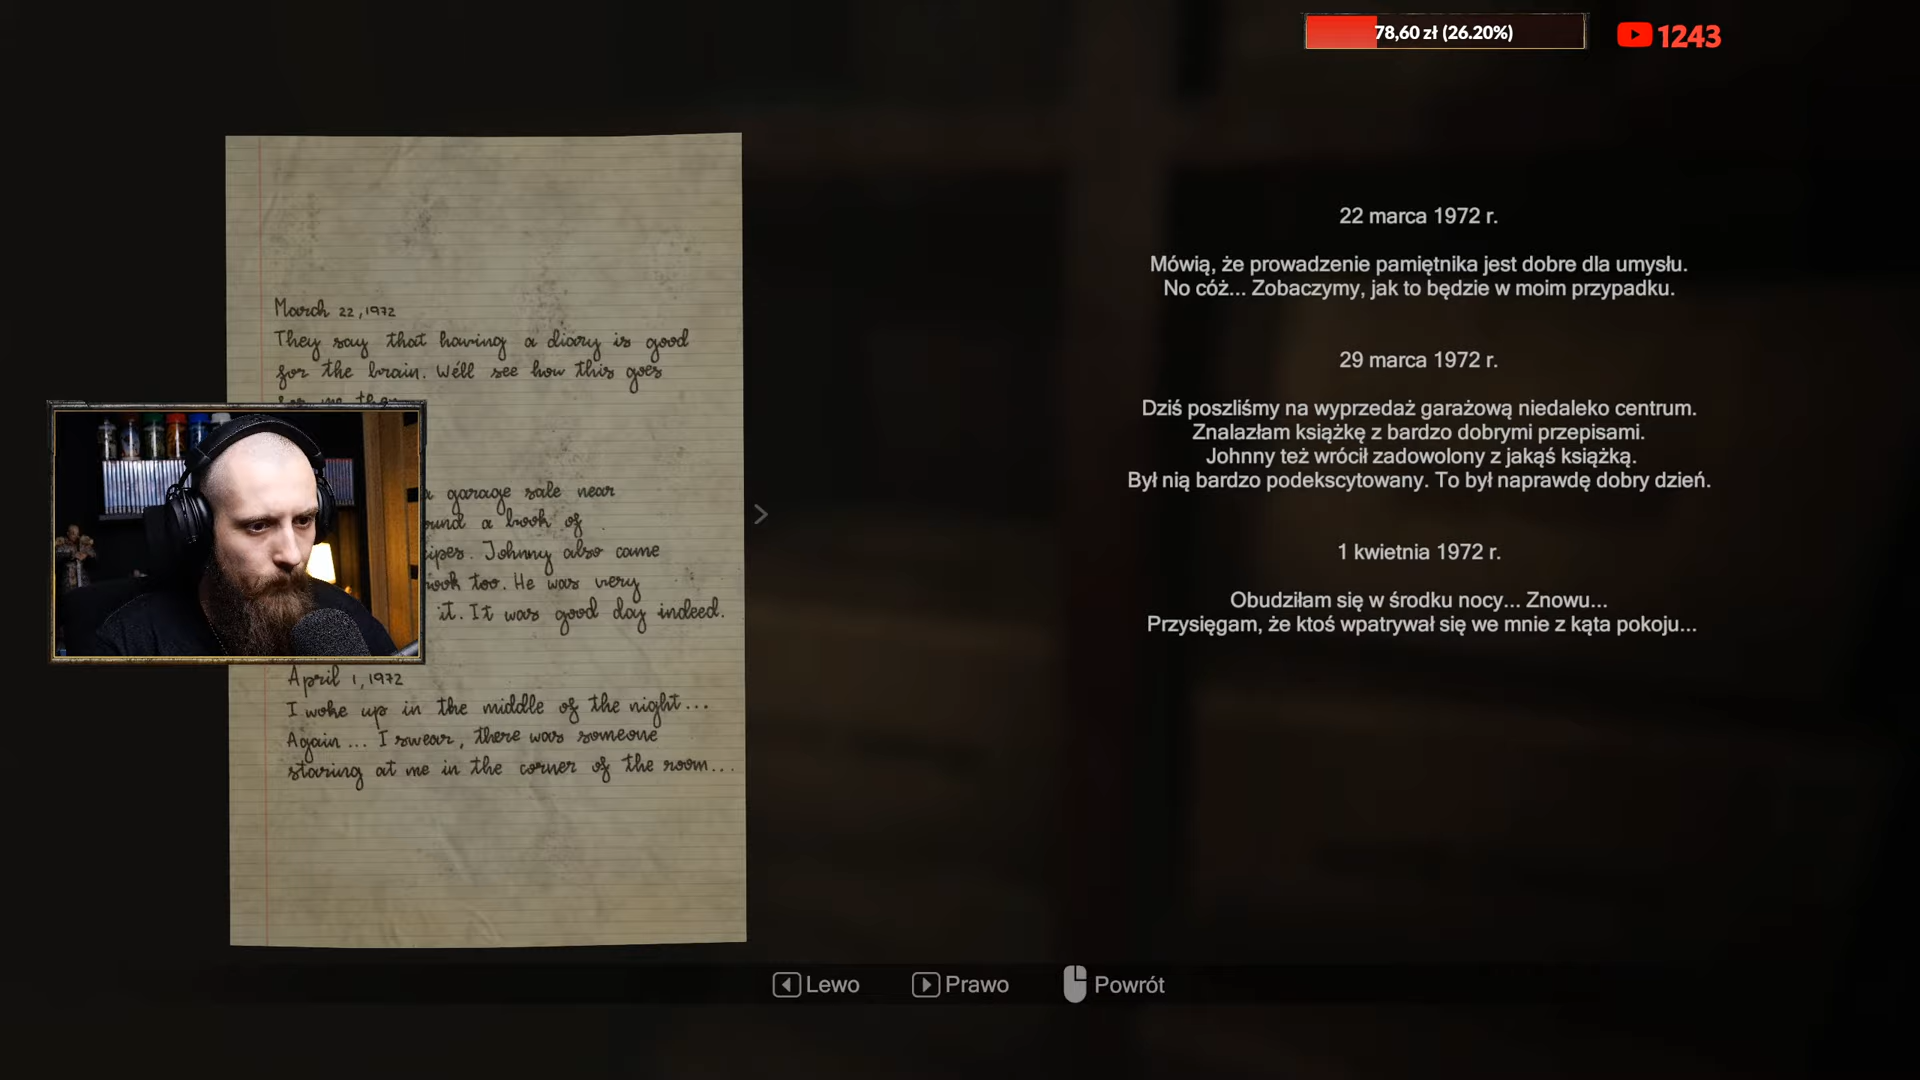 78,60 zł (26.20%)
1243
March 22, 1972
They say that having a diary is good
for the brain. We'll see how this goes
for me then
a garage sale near
ound a book of
ipes. Johnny also came
ook too. He was very
it. It was good day indeed.
April 1, 1972
I woke up in the middle of the night...
Again... I swear, there was someone
staring at me in the corner of the room...
22 marca 1972 r.
Mówią, że prowadzenie pamiętnika jest dobre dla umysłu.
No cóż... Zobaczymy, jak to będzie w moim przypadku.
29 marca 1972 r.
Dziś poszliśmy na wyprzedaż garażową niedaleko centrum.
Znalazłam książkę z bardzo dobrymi przepisami.
Johnny też wrócił zadowolony z jakąś książką.
Był nią bardzo podekscytowany. To był naprawdę dobry dzień.
1 kwietnia 1972 r.
Obudziłam się w środku nocy... Znowu...
Przysięgam, że ktoś wpatrywał się we mnie z kąta pokoju...
Lewo
Prawo
Powrót